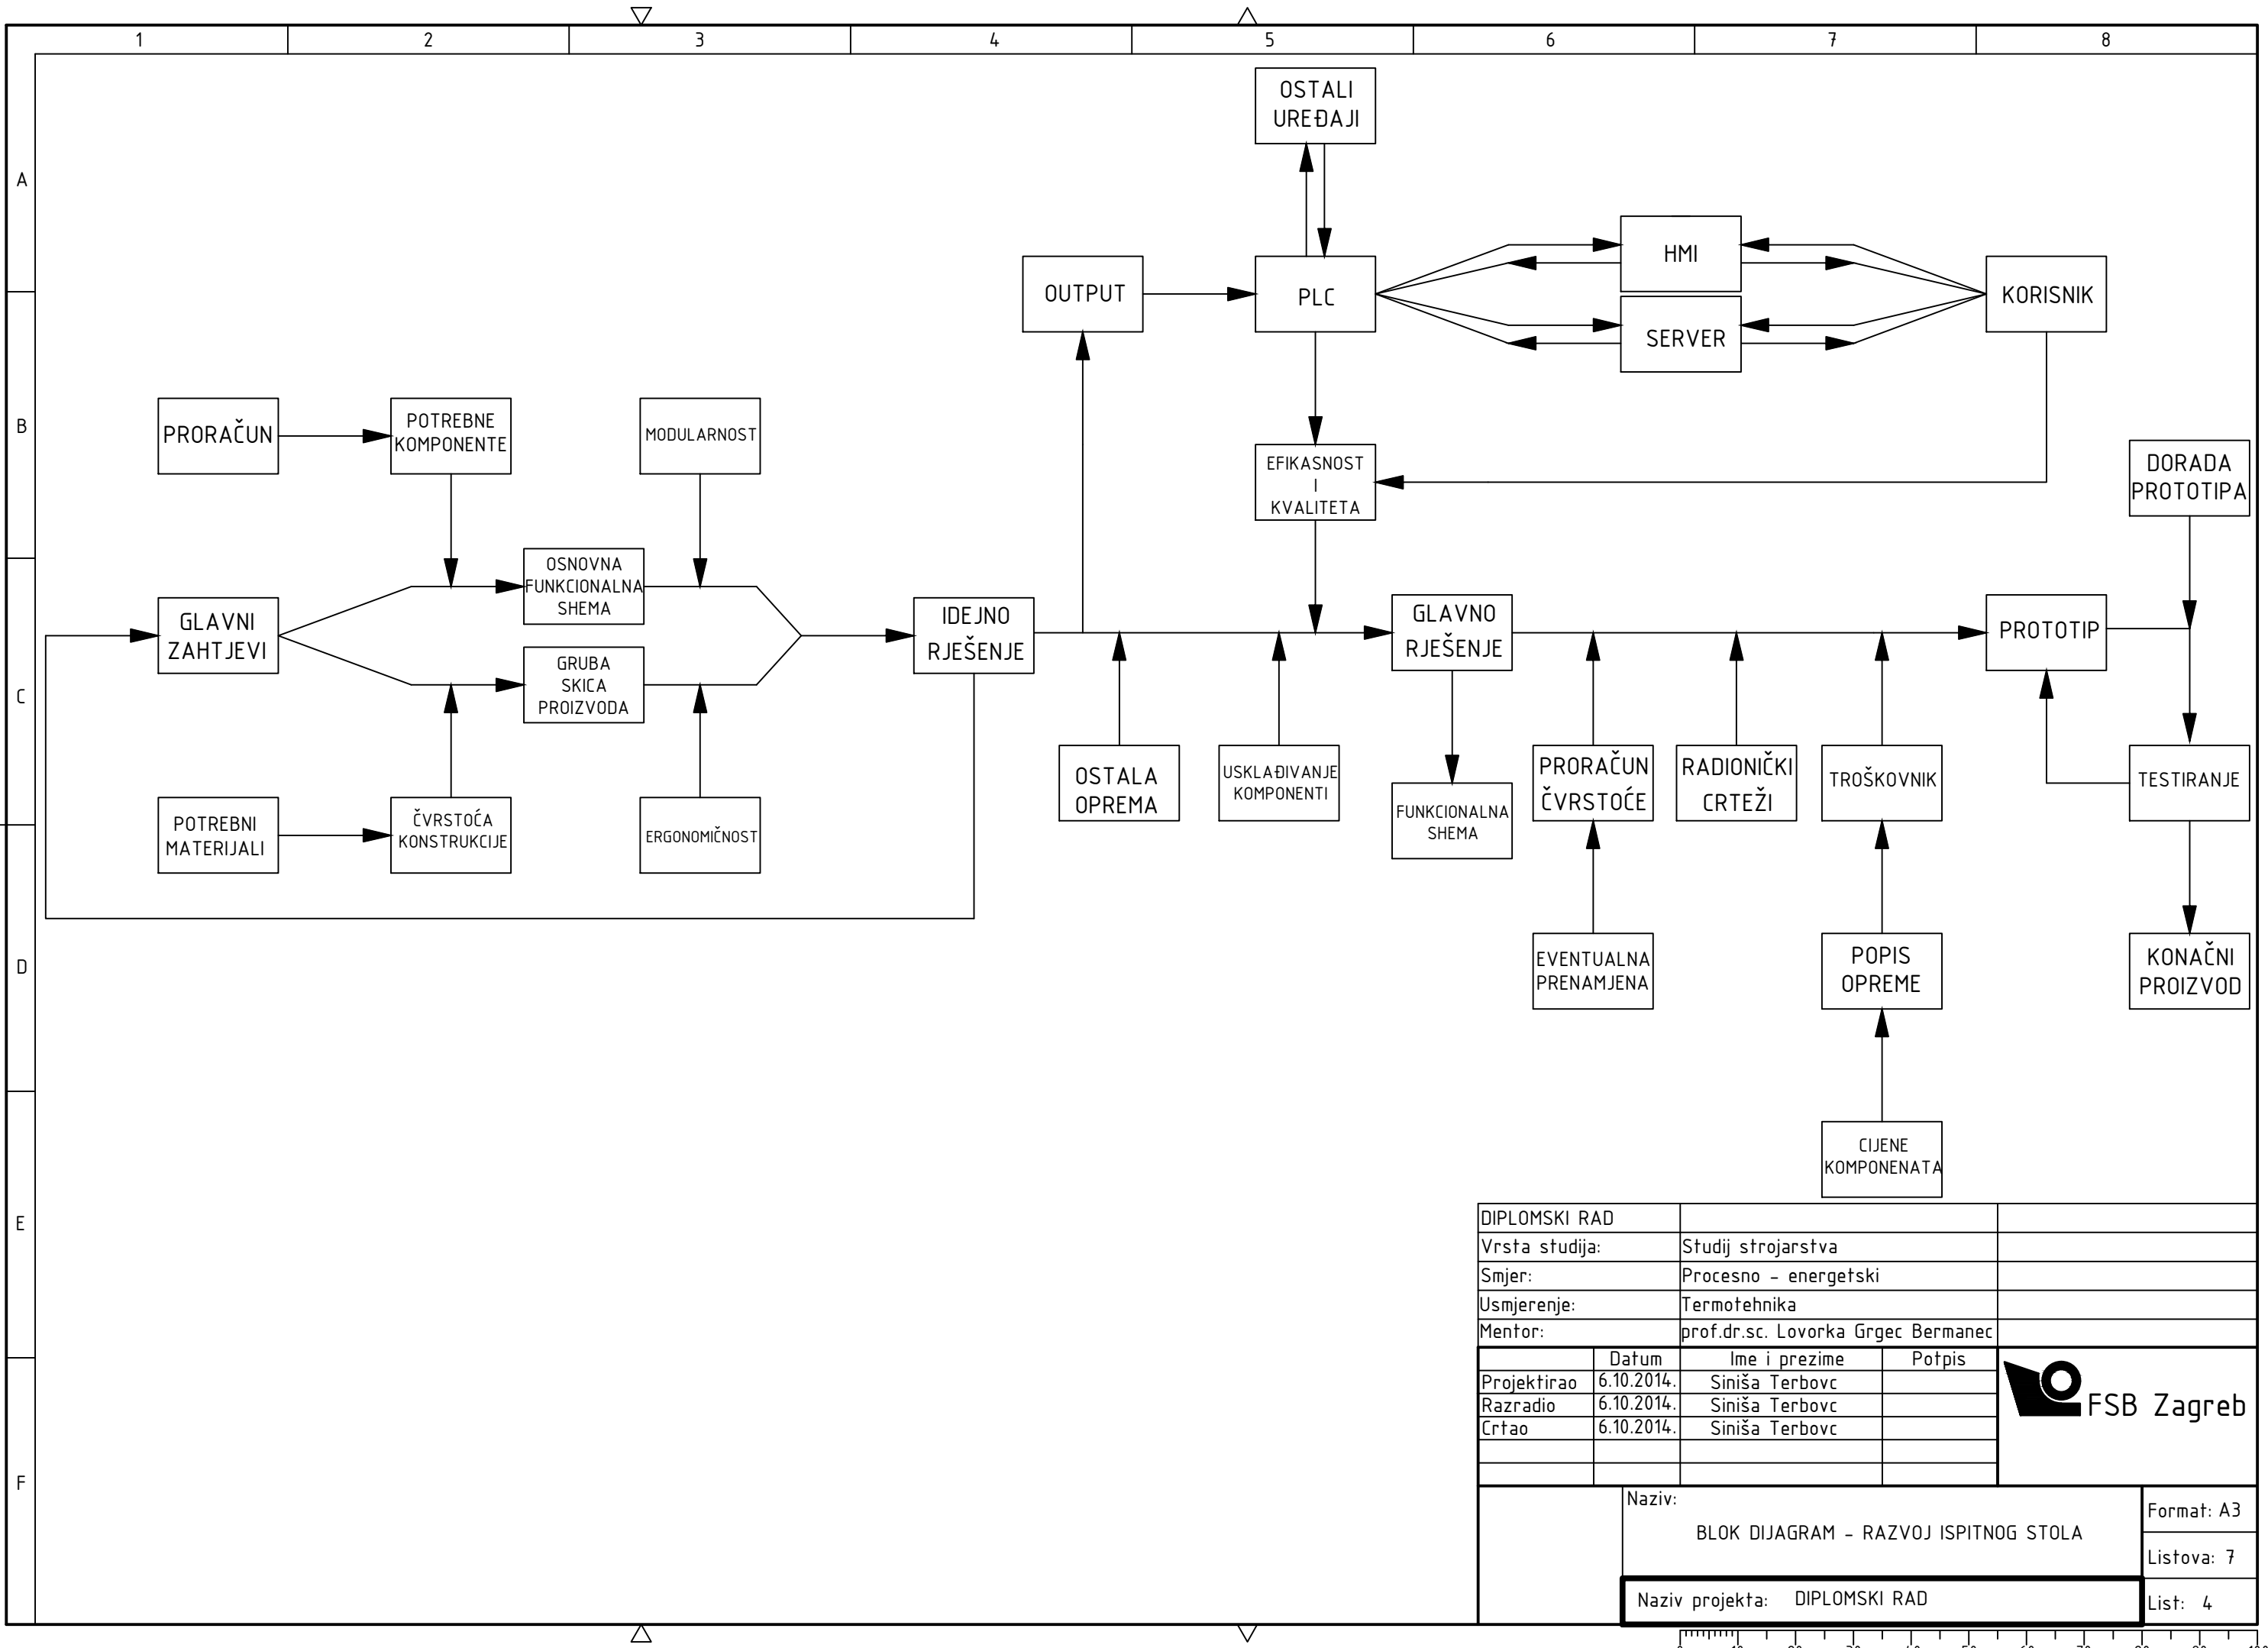 1 2 3 4 5 6 7 8
A
B
C
D
E
F
OSTALI
UREĐAJI
OUTPUT
PLC
HMI
SERVER
KORISNIK
PRORAČUN
POTREBNE
KOMPONENTE
MODULARNOST
EFIKASNOST
I
KVALITETA
DORADA
PROTOTIPA
GLAVNI
ZAHTJEVI
OSNOVNA
FUNKCIONALNA
SHEMA
GRUBA
SKICA
PROIZVODA
IDEJNO
RJEŠENJE
GLAVNO
RJEŠENJE
PROTOTIP
POTREBNI
MATERIJALI
ČVRSTOĆA
KONSTRUKCIJE
ERGONOMIČNOST
OSTALA
OPREMA
USKLAĐIVANJE
KOMPONENTI
FUNKCIONALNA
SHEMA
PRORAČUN
ČVRSTOĆE
RADIONIČKI
CRTEŽI
TROŠKOVNIK
TESTIRANJE
EVENTUALNA
PRENAMJENA
POPIS
OPREME
KONAČNI
PROIZVOD
CIJENE
KOMPONENATA
DIPLOMSKI RAD
Vrsta studija: Studij strojarstva
Smjer: Procesno - energetski
Usmjerenje: Termotehnika
Mentor: prof.dr.sc. Lovorka Grgec Bermanec
Datum Ime i prezime Potpis
Projektirao 6.10.2014. Siniša Terbovc
Razradio 6.10.2014. Siniša Terbovc
Crtao 6.10.2014. Siniša Terbovc
FSB Zagreb
Naziv:
BLOK DIJAGRAM - RAZVOJ ISPITNOG STOLA
Format: A3
Listova: 7
Naziv projekta: DIPLOMSKI RAD
List: 4